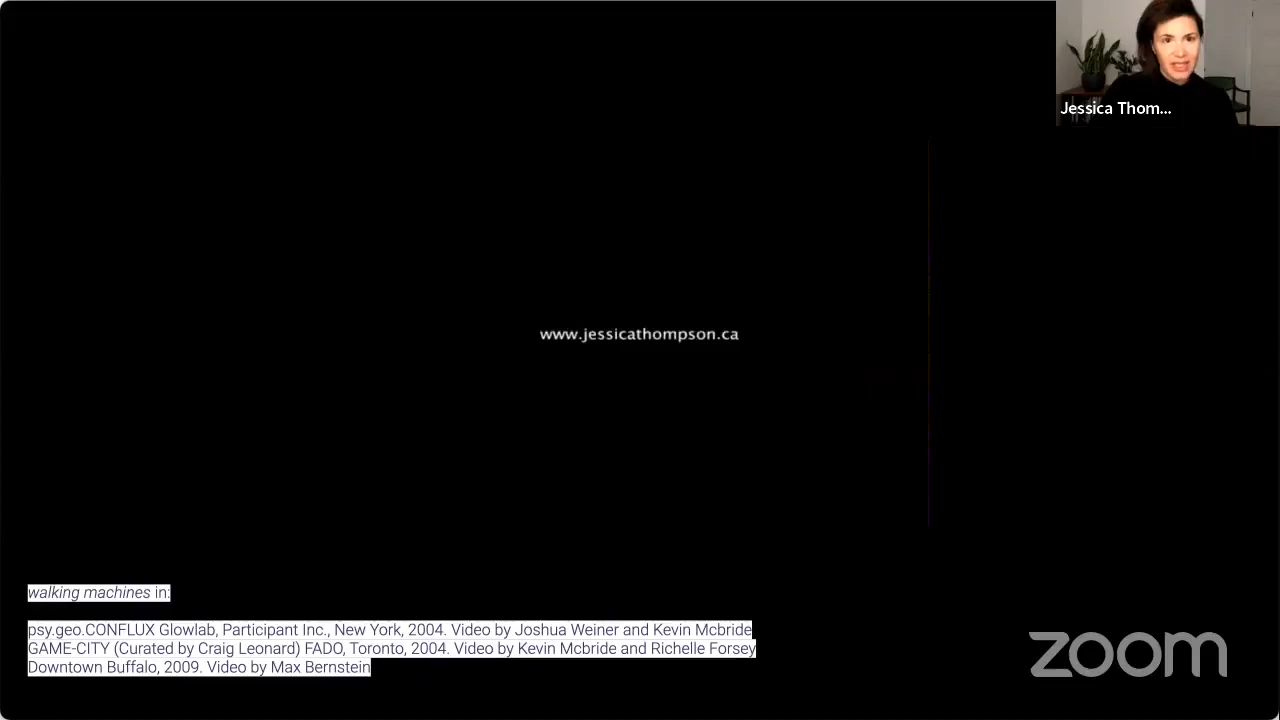 Jessica Thom...
www.jessicathompson.ca
walking machines in:
psy.geo.CONFLUX Glowlab, Participant Inc., New York, 2004. Video by Joshua Weiner and Kevin Mcbride
GAME-CITY (Curated by Craig Leonard) FADO, Toronto, 2004. Video by Kevin Mcbride and Richelle Forsey
Downtown Buffalo, 2009. Video by Max Bernstein
zoom